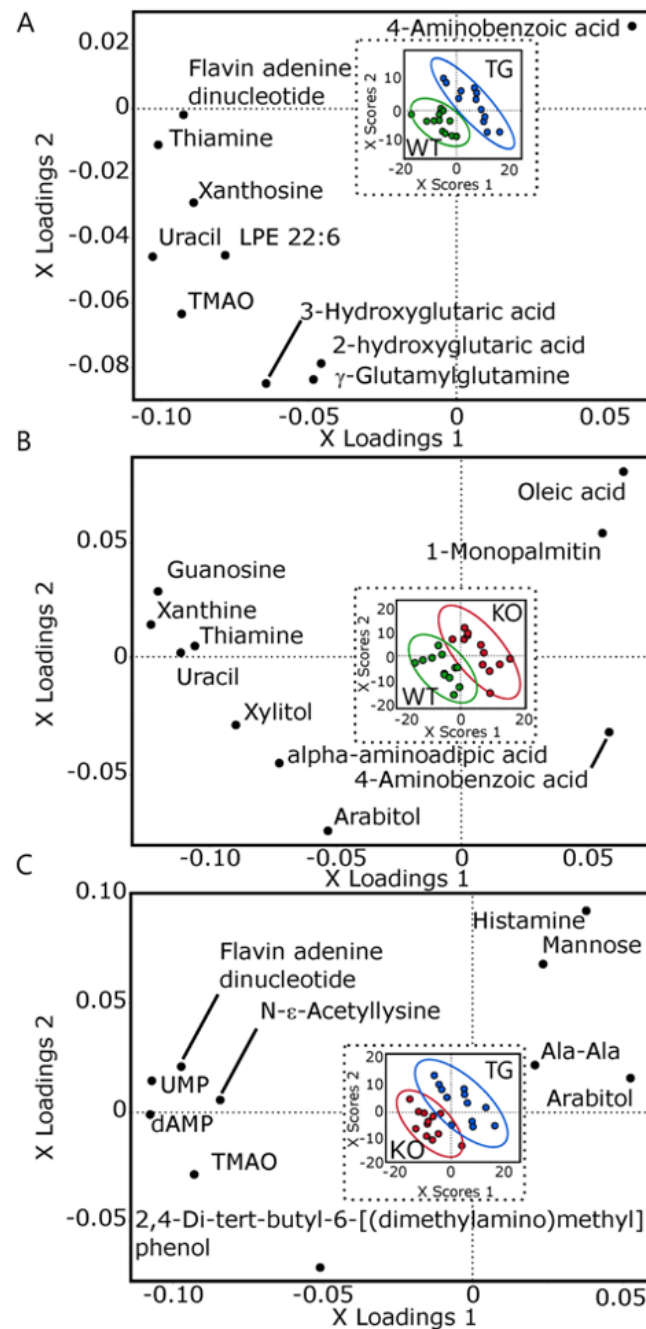 A
0.02
0
-0.02
-0.04
-0.06
-0.08
X Loadings 2
4-Aminobenzoic acid
Flavin adenine
dinucleotide
Thiamine
Xanthosine
Uracil
LPE 22:6
TMAO
3-Hydroxyglutaric acid
2-hydroxyglutaric acid
γ-Glutamylglutamine
X Scores 2
10
0
-10
TG
WT
-20
0
20
X Scores 1
-0.10
-0.05
0
0.05
X Loadings 1
B
0.05
0
-0.05
X Loadings 2
Oleic acid
1-Monopalmitin
Guanosine
Xanthine
Thiamine
Uracil
Xylitol
alpha-aminoadipic acid
4-Aminobenzoic acid
Arabitol
X Scores 2
20
10
0
-10
-20
KO
WT
-20
0
20
X Scores 1
-0.10
-0.05
0
0.05
X Loadings 1
C
0.10
0.05
0
-0.05
X Loadings 2
Histamine
Mannose
Flavin adenine
dinucleotide
N-ε-Acetyllysine
Ala-Ala
UMP
Arabitol
dAMP
TMAO
2,4-Di-tert-butyl-6-[(dimethylamino)methyl]
phenol
X Scores 2
20
10
0
-10
-20
TG
KO
-20
0
20
X Scores 1
-0.10
-0.05
0
0.05
X Loadings 1